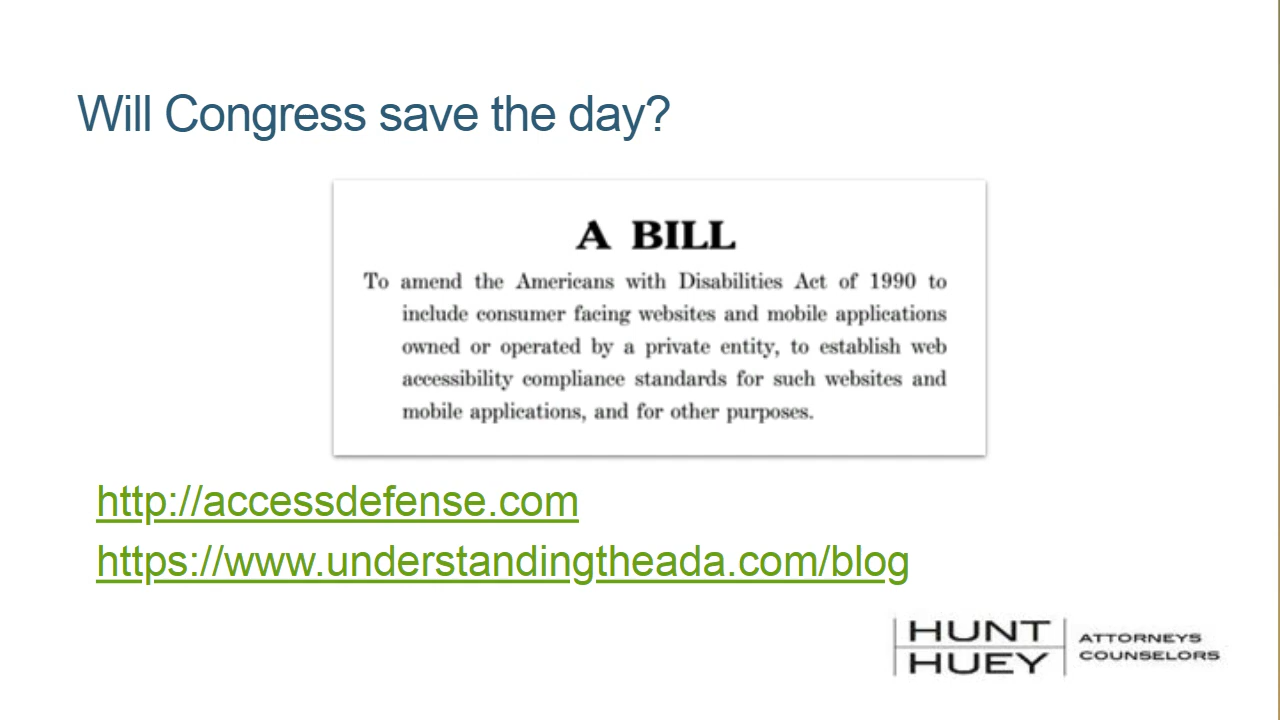 Will Congress save the day?
A BILL
To amend the Americans with Disabilities Act of 1990 to
include consumer facing websites and mobile applications
owned or operated by a private entity, to establish web
accessibility compliance standards for such websites and
mobile applications, and for other purposes.
http://accessdefense.com
https://www.understandingtheada.com/blog
HUNT
HUEY
ATTORNEYS
COUNSELORS